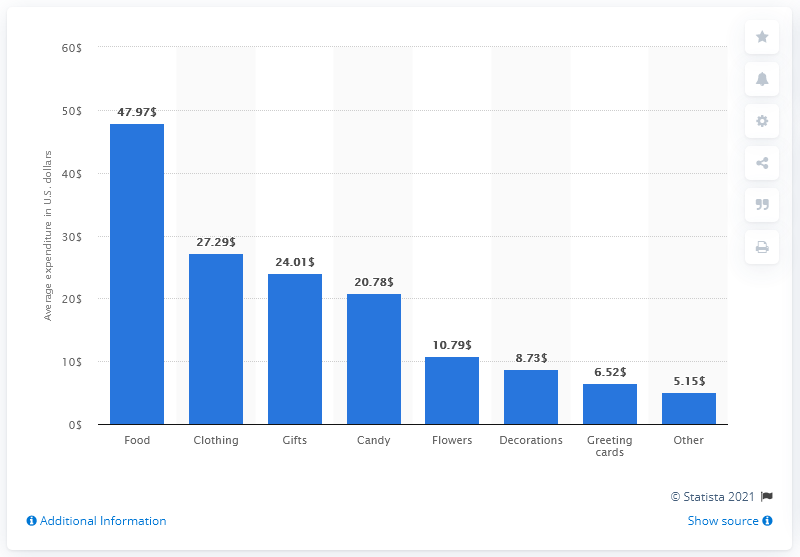 60$
50$
40$
30$
20$
10$
0$
Average expenditure in U.S. dollars
47.97$
27.29$
24.01$
20.78$
10.79$
8.73$
6.52$
5.15$
Food
Clothing
Gifts
Candy
Flowers
Decorations
Greeting
cards
Other
© Statista 2021
Additional Information
Show source